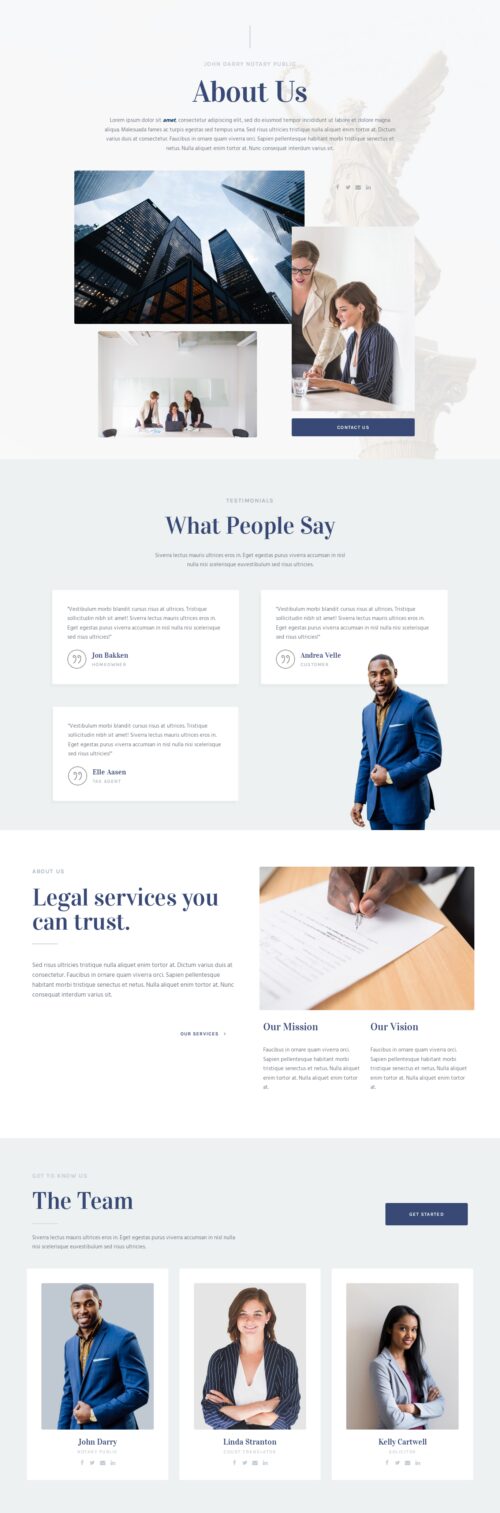 JOHN DARRY NOTARY PUBLIC
About Us
Lorem ipsum dolor sit amet, consectetur adipiscing elit, sed do eiusmod tempor incididunt ut labore et dolore magna
aliqua. Malesuada fames ac turpis egestas sed tempus urna. Sed risus ultricies tristique nulla aliquet enim tortor at. Dictum
varius duis at consectetur. Faucibus in ornare quam viverra orci. Sapien pellentesque habitant morbi tristique senectus et
netus. Nulla aliquet enim tortor at. Nunc consequat interdum varius sit.
CONTACT US
TESTIMONIALS
What People Say
Siverra lectus mauris ultrices eros in. Eget egestas purus viverra accumsan in nisl
nulla nisi scelerisque euvestibulum sed risus ultricies.
"Vestibulum morbi blandit cursus risus at ultrices. Tristique
sollicitudin nibh sit amet! Siverra lectus mauris ultrices eros in.
Eget egestas purus viverra accumsan in nisl nulla nisi scelerisque
sed risus ultricies!"
Jon Bakken
HOMEOWNER
"Vestibulum morbi blandit cursus risus at ultrices. Tristique
sollicitudin nibh sit amet! Siverra lectus mauris ultrices eros in.
Eget egestas purus viverra accumsan in nisl nulla nisi scelerisque
sed risus ultricies!"
Andrea Velle
CUSTOMER
"Vestibulum morbi blandit cursus risus at ultrices. Tristique
sollicitudin nibh sit amet! Siverra lectus mauris ultrices eros in.
Eget egestas purus viverra accumsan in nisl nulla nisi scelerisque
sed risus ultricies!"
Elle Aasen
TAX AGENT
ABOUT US
Legal services you
can trust.
Sed risus ultricies tristique nulla aliquet enim tortor at. Dictum varius duis at
consectetur. Faucibus in ornare quam viverra orci. Sapien pellentesque
habitant morbi tristique senectus et netus. Nulla aliquet enim tortor at. Nunc
consequat interdum varius sit.
OUR SERVICES
Our Mission
Faucibus in ornare quam viverra orci.
Sapien pellentesque habitant morbi
tristique senectus et netus. Nulla aliquet
enim tortor at. Nulla aliquet enim tortor
at.
Our Vision
Faucibus in ornare quam viverra orci.
Sapien pellentesque habitant morbi
tristique senectus et netus. Nulla aliquet
enim tortor at. Nulla aliquet enim tortor
at.
GET TO KNOW US
The Team
Siverra lectus mauris ultrices eros in. Eget egestas purus viverra accumsan in nisl nulla
nisi scelerisque euvestibulum sed risus ultricies.
GET STARTED
John Darry
NOTARY PUBLIC
Linda Stranton
COURT TRANSLATOR
Kelly Cartwell
SOLICITOR